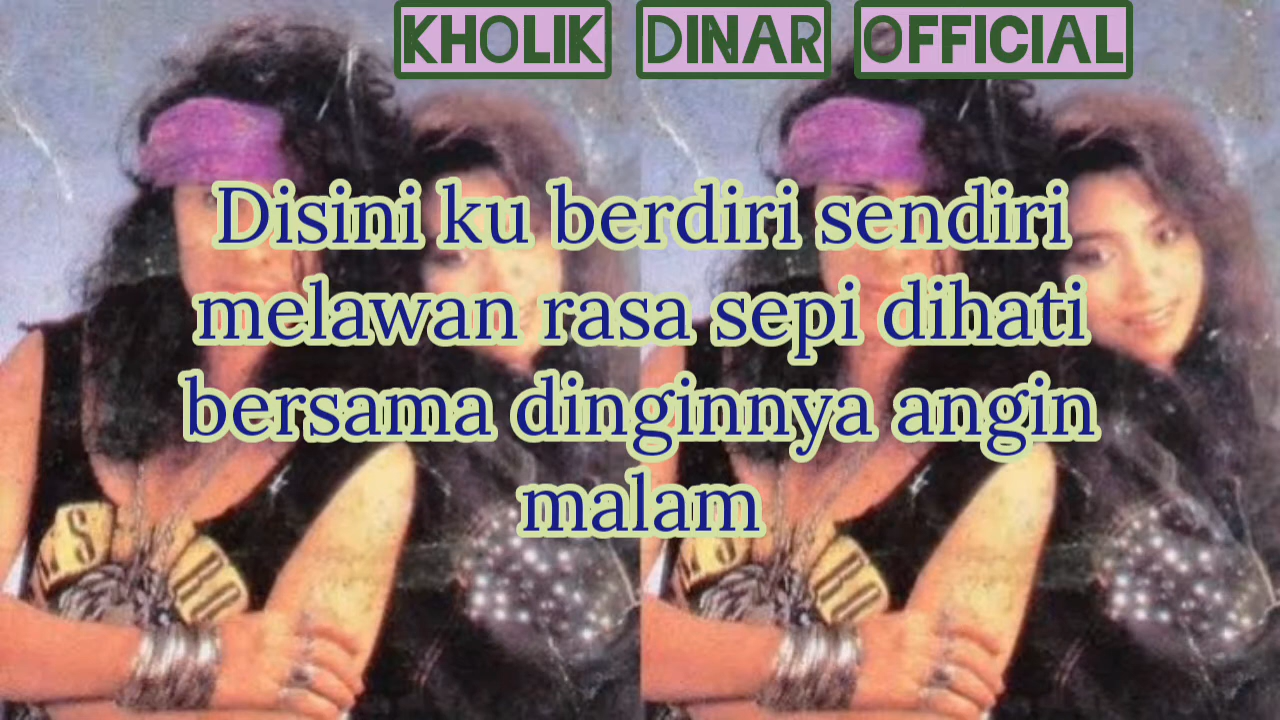 KHOLIK DINAR OFFICIAL
Disini ku berdiri sendiri
melawan rasa sepi dihati
bersama dinginnya angin
malam